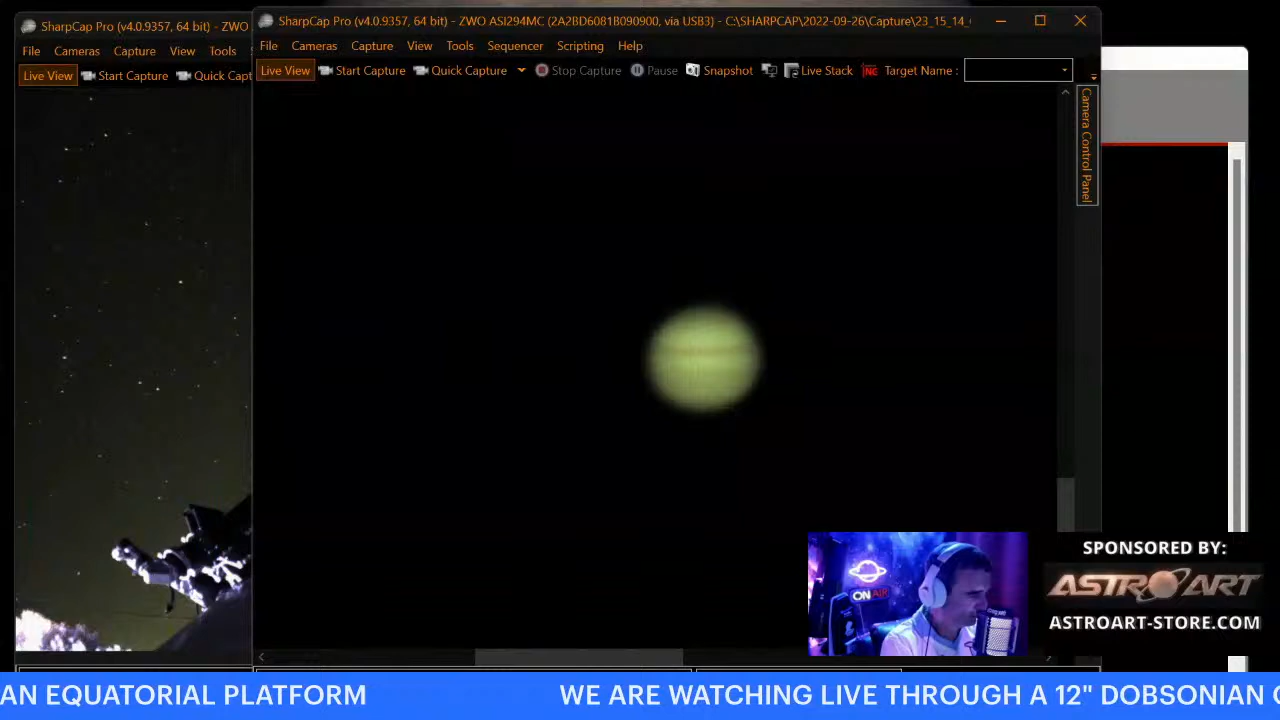 SharpCap Pro (v4.0.9357, 64 bit) - ZWO
File Cameras Capture View Tools
Live View Start Capture Quick Capt
SharpCap Pro (v4.0.9357, 64 bit) - ZWO ASI294MC (2A2BD6081B090900, via USB3) - C:\SHARPCAP\2022-09-26\Capture\23_15_14_
File Cameras Capture View Tools Sequencer Scripting Help
Live View Start Capture Quick Capture Stop Capture Pause Snapshot Live Stack NG Target Name :
Camera Control Panel
ON AIR
SPONSORED BY:
ASTROART
ASTROART-STORE.COM
AN EQUATORIAL PLATFORM WE ARE WATCHING LIVE THROUGH A 12" DOBSONIAN